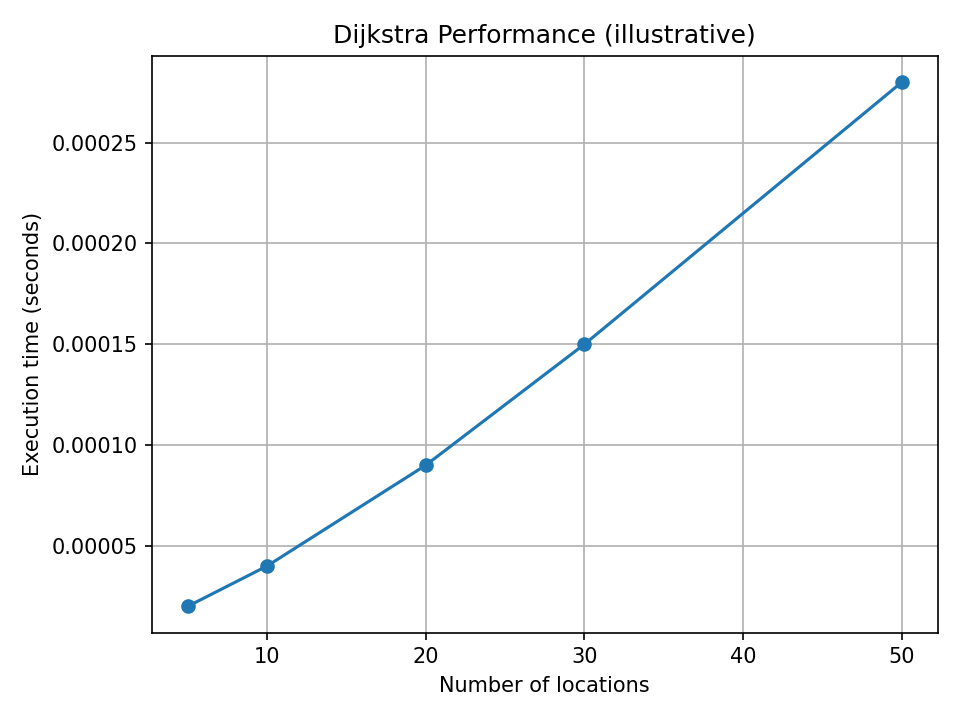 Dijkstra Performance (illustrative)
Execution time (seconds)
0.00025
0.00020
0.00015
0.00010
0.00005
10 20 30 40 50
Number of locations